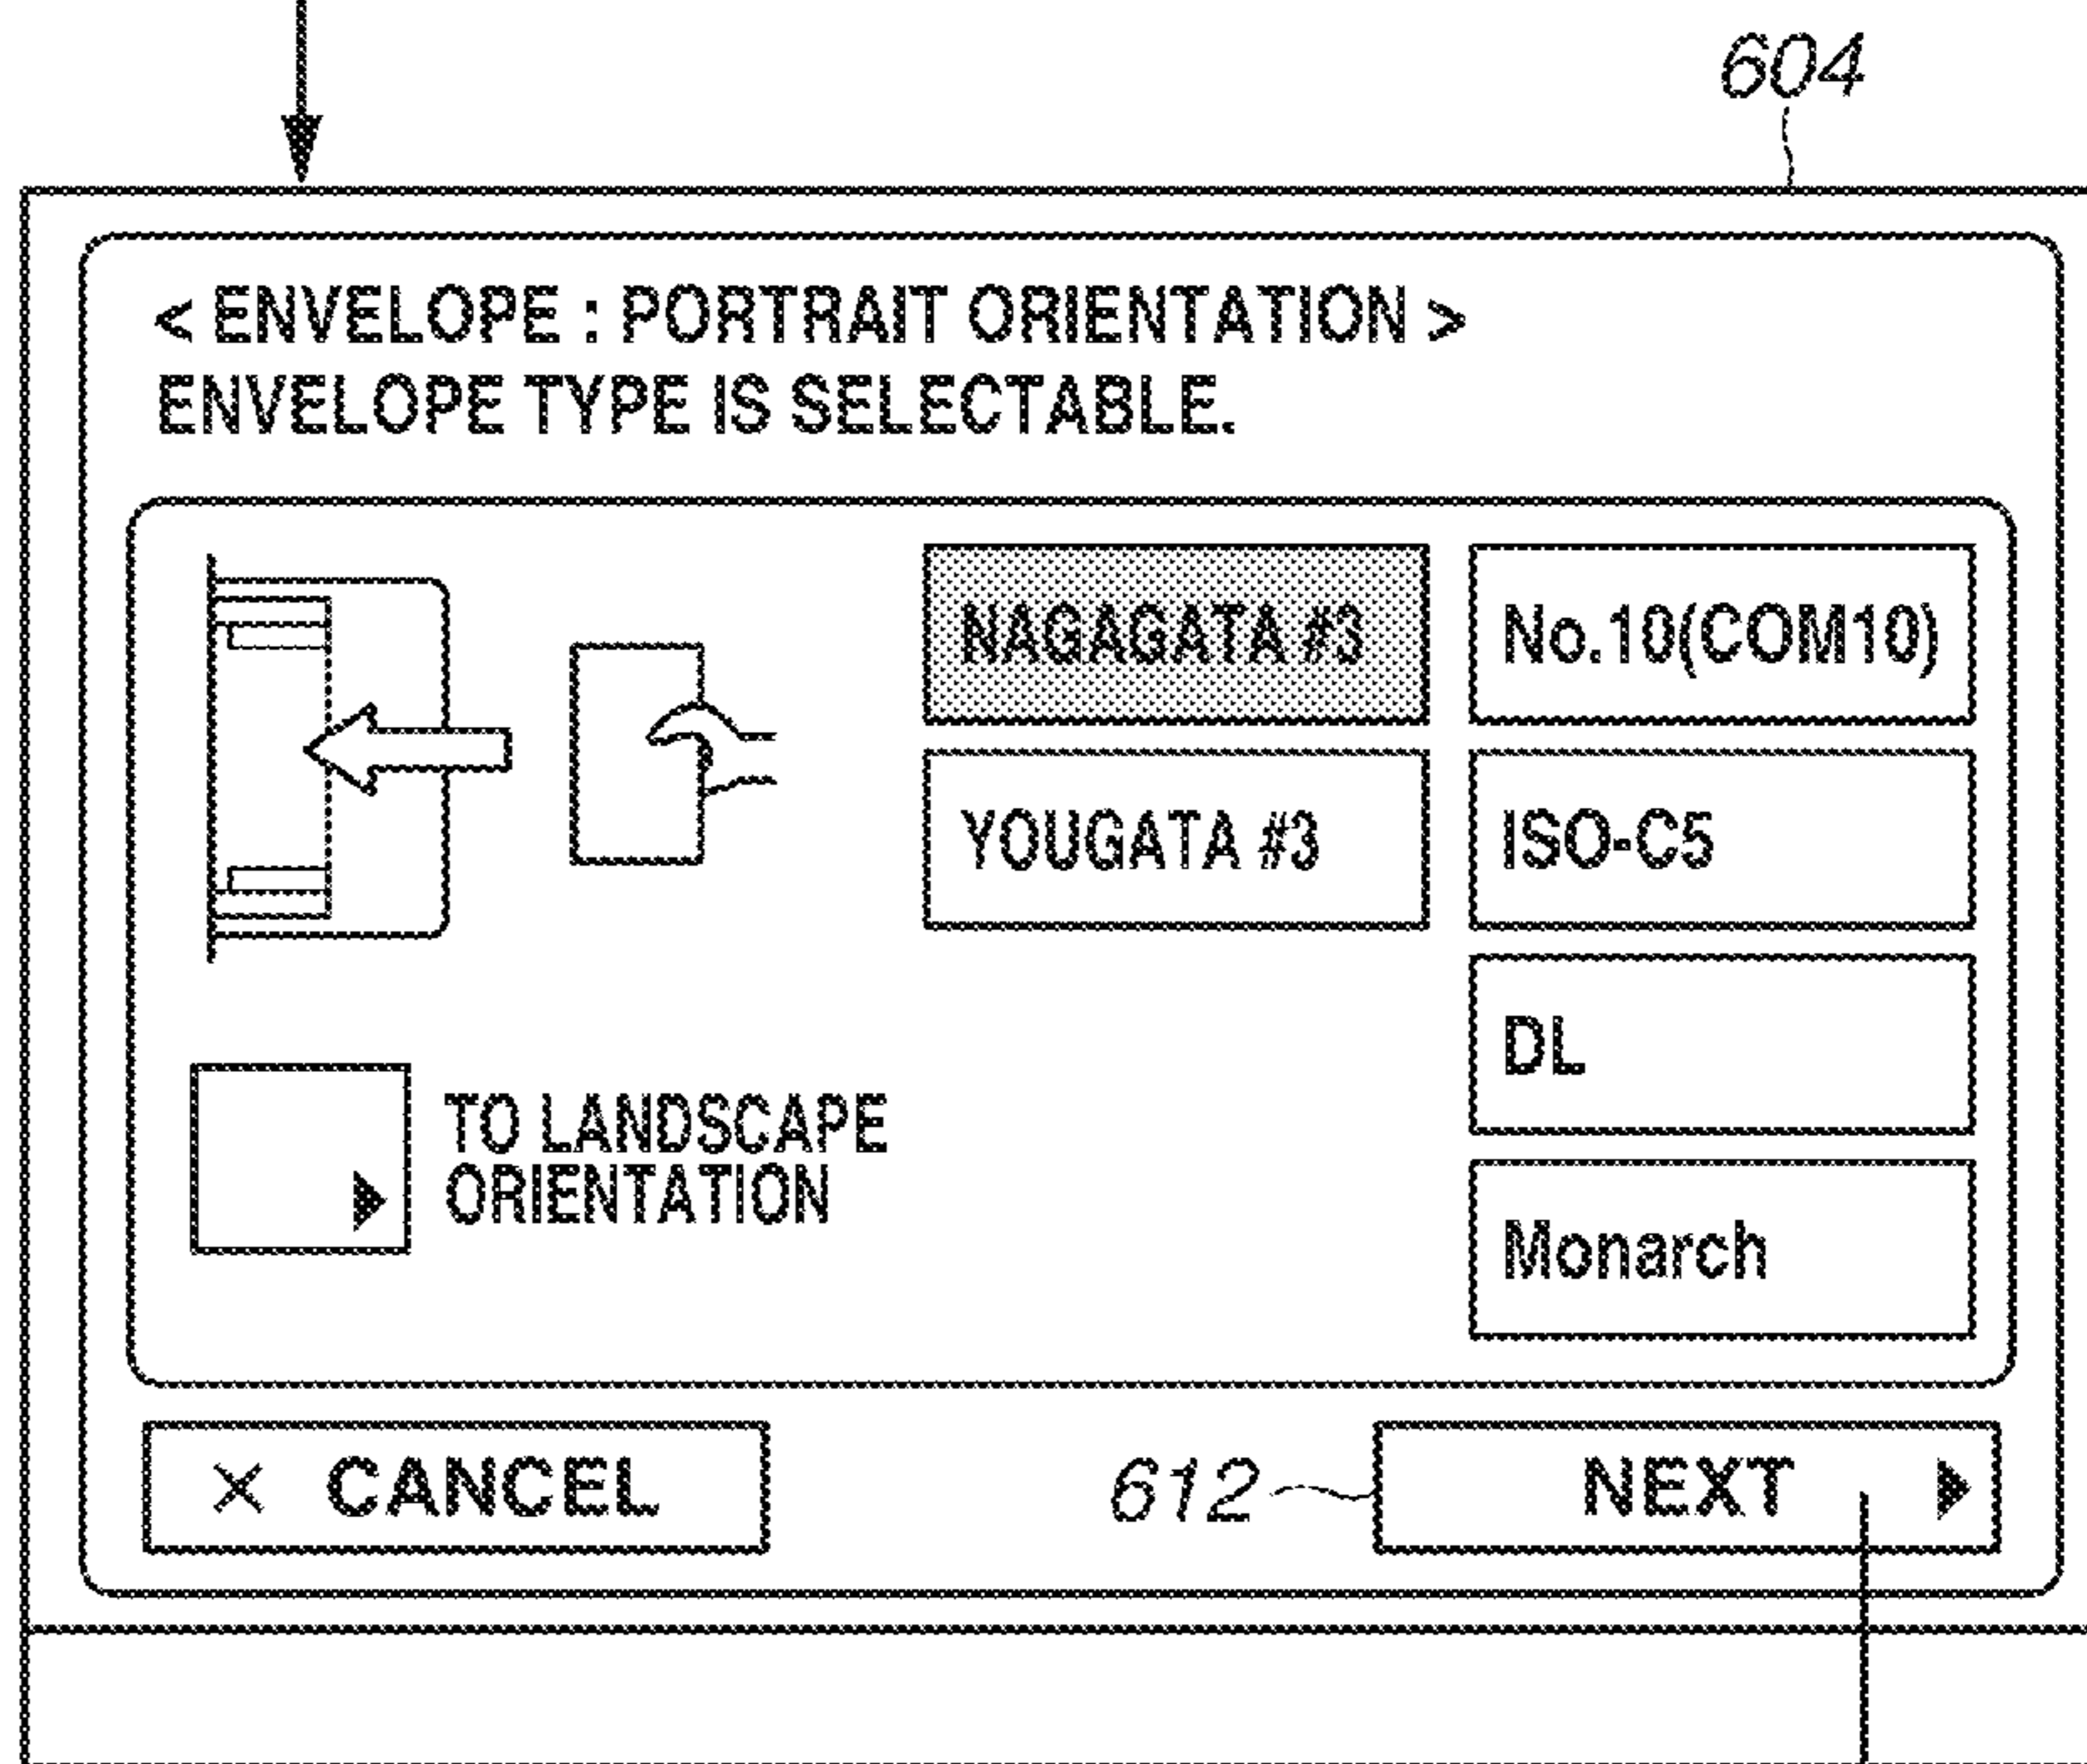 604
< ENVELOPE : PORTRAIT ORIENTATION >
ENVELOPE TYPE IS SELECTABLE.
NAGAGATA #3
No.10(COM10)
YOUGATA #3
ISO-C5
DL
TO LANDSCAPE
ORIENTATION
Monarch
× CANCEL
612
NEXT